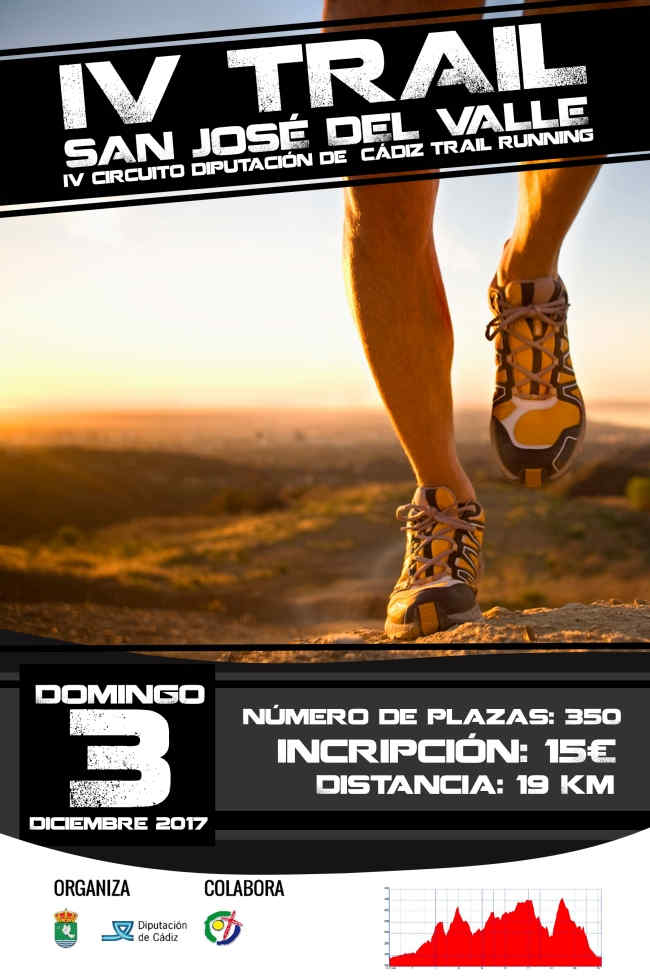 IV TRAIL
SAN JOSÉ DEL VALLE
IV CIRCUITO DIPUTACIÓN DE CÁDIZ TRAIL RUNNING
DOMINGO
3
DICIEMBRE 2017
NÚMERO DE PLAZAS: 350
INCRIPCIÓN: 15€
DISTANCIA: 19 KM
ORGANIZA
COLABORA
Diputación
de Cádiz